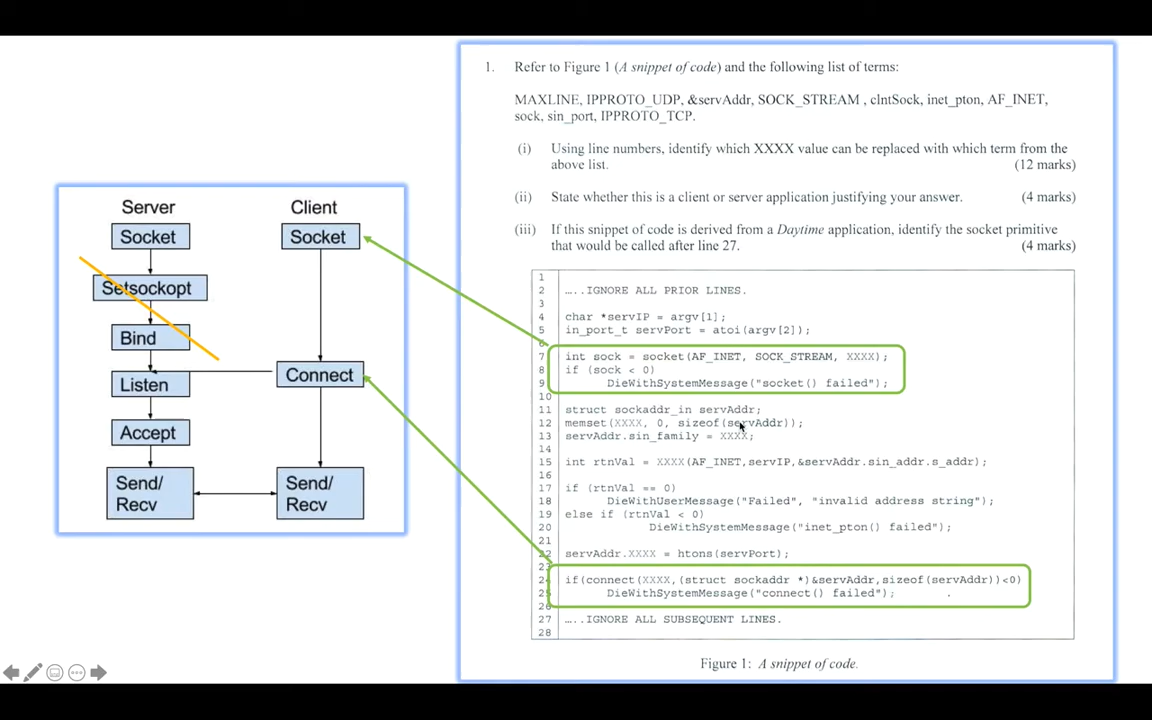 Server
Client
Socket
Socket
Setsockopt
Bind
Connect
Listen
Accept
Send/
Recv
Send/
Recv
1. Refer to Figure 1 (A snippet of code) and the following list of terms:
MAXLINE, IPPROTO_UDP, &servAddr, SOCK_STREAM , clntSock, inet_pton, AF_INET,
sock, sin_port, IPPROTO_TCP.
(i) Using line numbers, identify which XXXX value can be replaced with which term from the
above list. (12 marks)
(ii) State whether this is a client or server application justifying your answer. (4 marks)
(iii) If this snippet of code is derived from a Daytime application, identify the socket primitive
that would be called after line 27. (4 marks)
1
2 .....IGNORE ALL PRIOR LINES.
3
4 char *servIP = argv[1];
5 in_port_t servPort = atoi(argv[2]);
6
7 int sock = socket(AF_INET, SOCK_STREAM, XXXX);
8 if (sock < 0)
9 DieWithSystemMessage("socket() failed");
10
11 struct sockaddr_in servAddr;
12 memset(XXXX, 0, sizeof(servAddr));
13 servAddr.sin_family = XXXX;
14
15 int rtnVal = XXXX(AF_INET,servIP,&servAddr.sin_addr.s_addr);
16
17 if (rtnVal == 0)
18 DieWithUserMessage("Failed", "invalid address string");
19 else if (rtnVal < 0)
20 DieWithSystemMessage("inet_pton() failed");
21
22 servAddr.XXXX = htons(servPort);
23
24 if(connect(XXXX,(struct sockaddr *)&servAddr,sizeof(servAddr))<0)
25 DieWithSystemMessage("connect() failed");
26
27 .....IGNORE ALL SUBSEQUENT LINES.
28
Figure 1: A snippet of code.